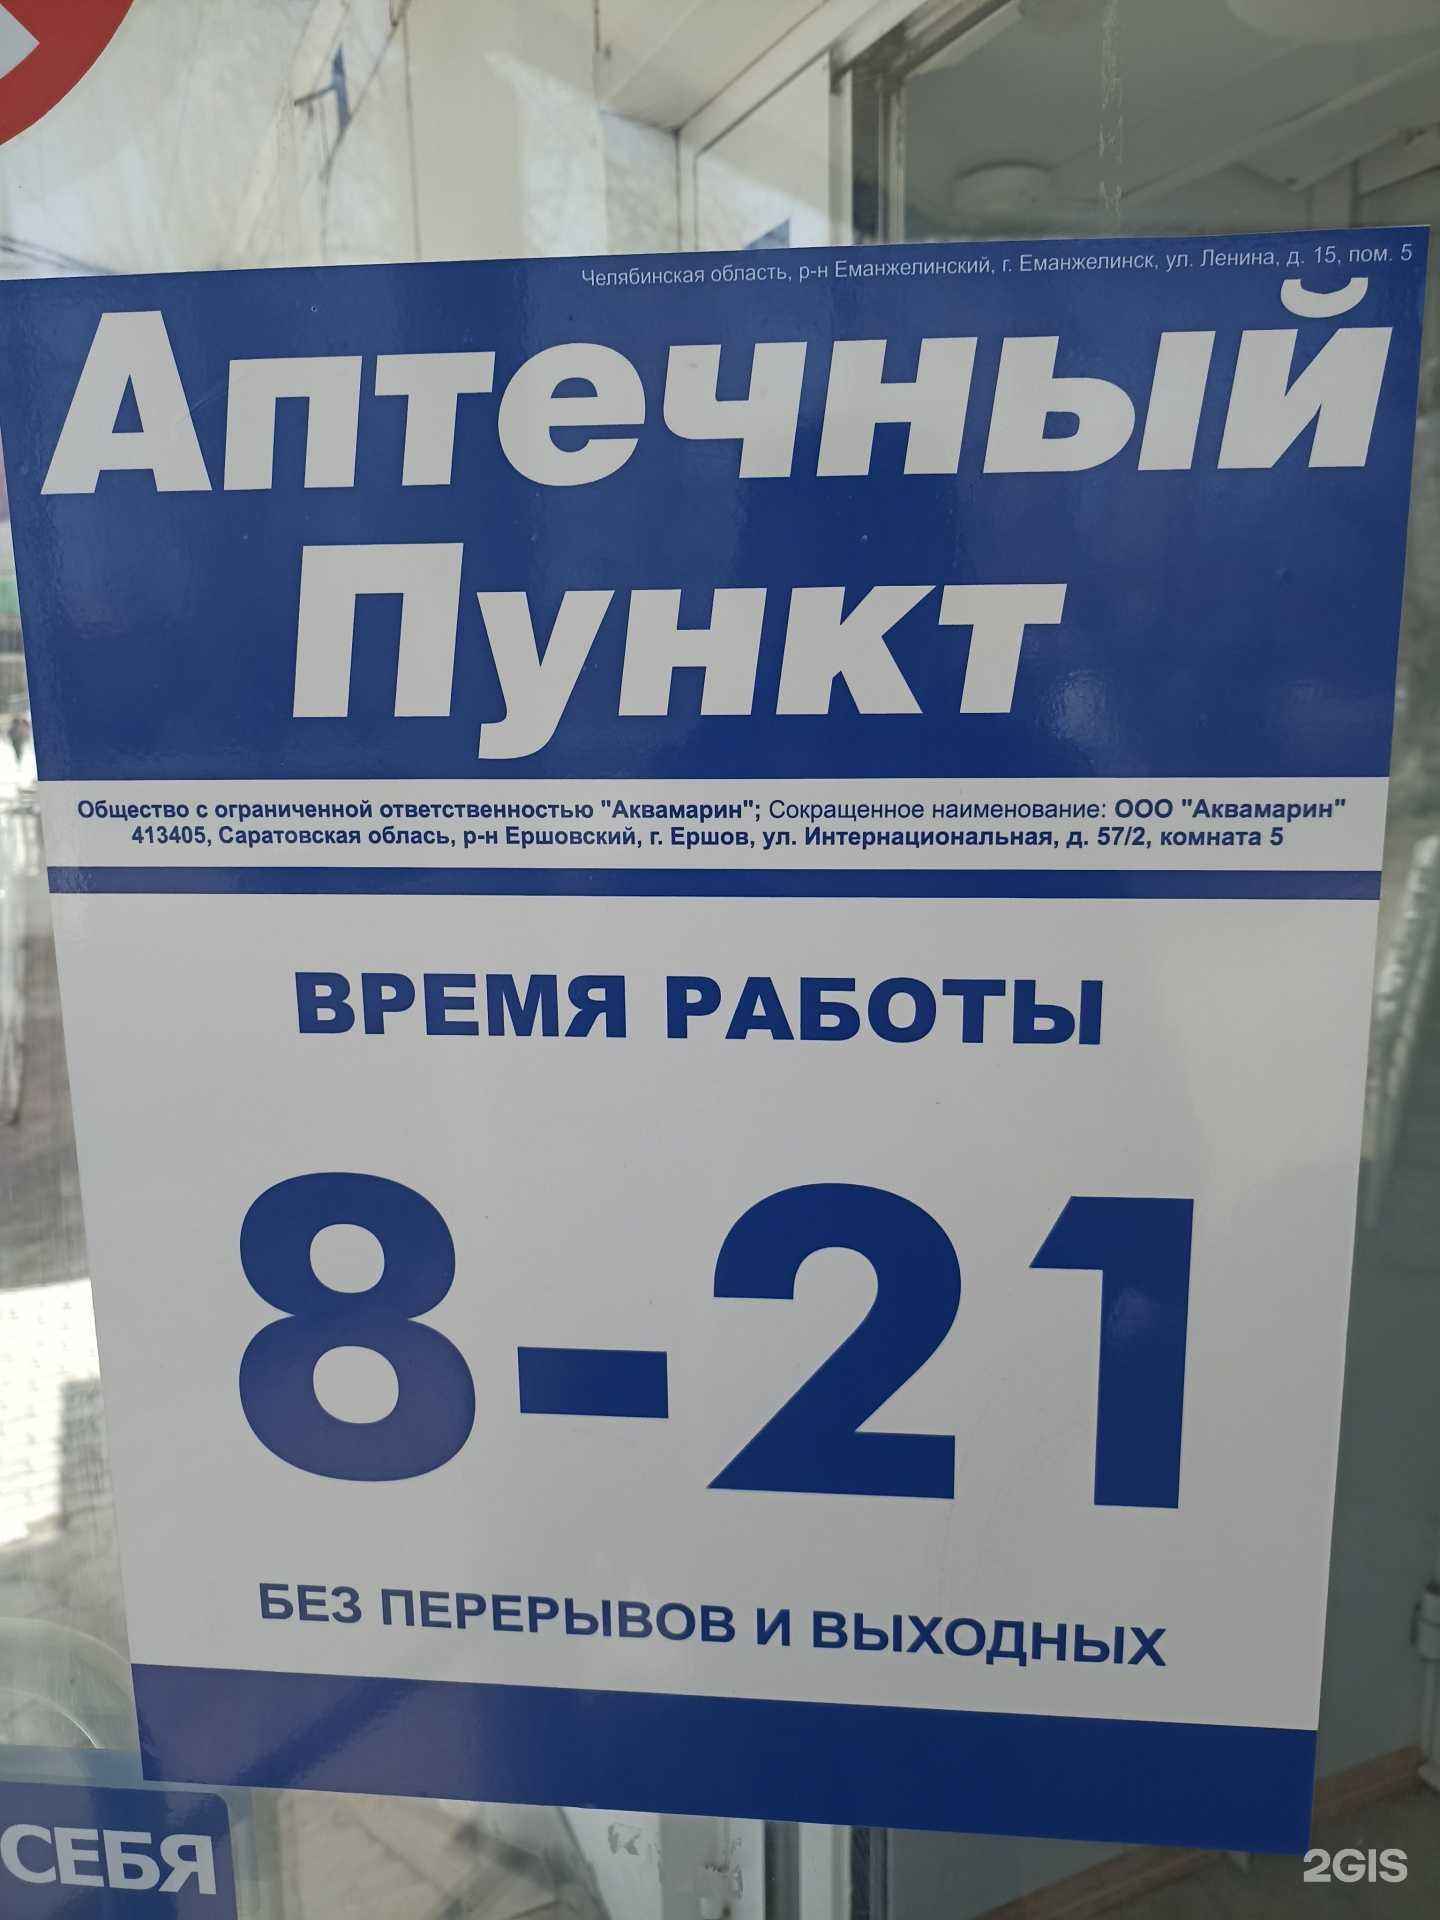 Челябинская область, р-н Еманжелинский, г. Еманжелинск, ул. Ленина, д. 15, пом. 5
Аптечный
Пункт
Общество с ограниченной ответственностью "Аквамарин"; Сокращенное наименование: ООО "Аквамарин"
413405, Саратовская облась, р-н Ершовский, г. Ершов, ул. Интернациональная, д. 57/2, комната 5
ВРЕМЯ РАБОТЫ
8-21
БЕЗ ПЕРЕРЫВОВ И ВЫХОДНЫХ
СЕБЯ
2GIS